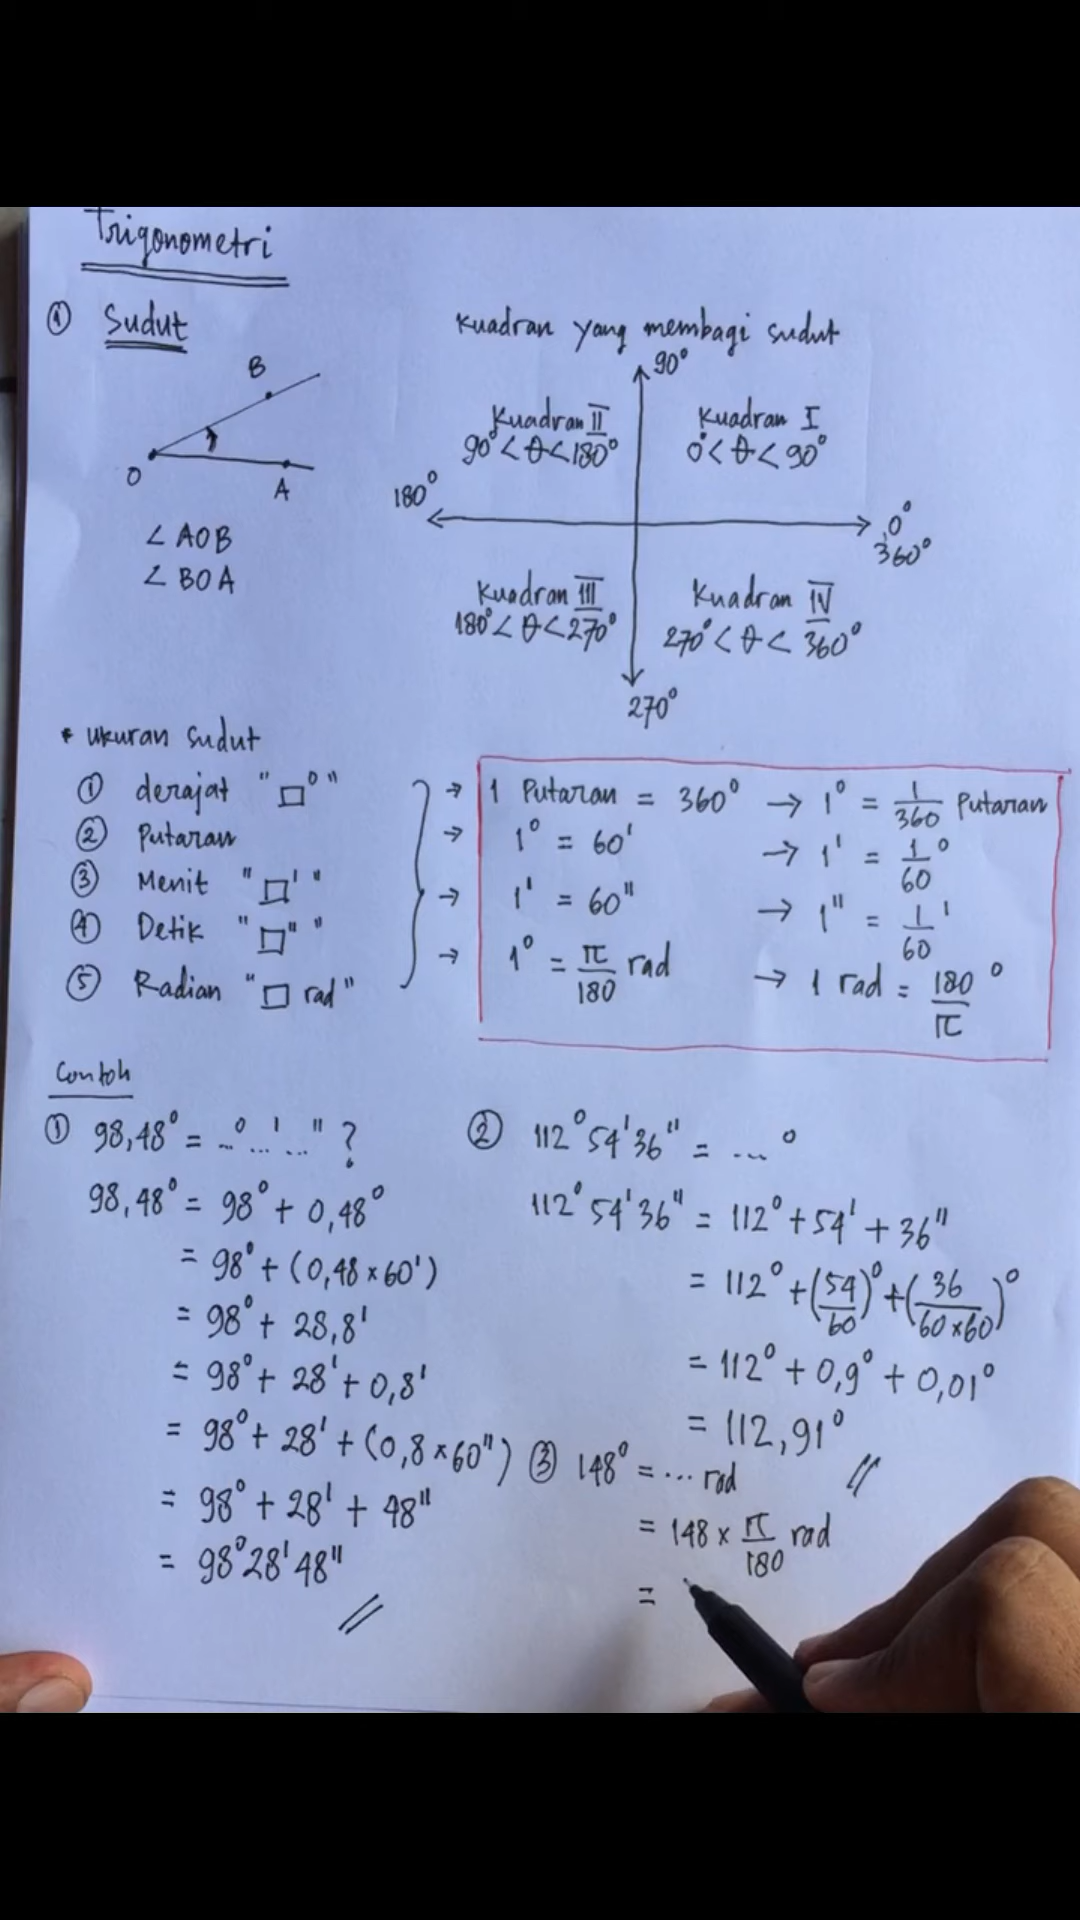 Trigonometri
① Sudut
B
O
A
∠ AOB
∠ BOA
Kuadran yang membagi sudut
90°
Kuadran II
90° < θ < 180°
Kuadran I
0° < θ < 90°
180°
0°
360°
Kuadran III
180° < θ < 270°
Kuadran IV
270° < θ < 360°
270°
* ukuran sudut
① derajat "□°"
② Putaran
③ Menit "□'"
④ Detik "□""
⑤ Radian "□ rad"
→ 1 Putaran = 360° → 1° = 1/360 Putaran
→ 1° = 60' → 1' = 1/60°
→ 1' = 60" → 1" = 1/60'
→ 1° = π/180 rad → 1 rad = 180/π °
Contoh
① 98,48° = ...° ...' ..." ?
98,48° = 98° + 0,48°
= 98° + (0,48 × 60')
= 98° + 28,8'
= 98° + 28' + 0,8'
= 98° + 28' + (0,8 × 60")
= 98° + 28' + 48"
= 98° 28' 48"
② 112° 54' 36" = ... °
112° 54' 36" = 112° + 54' + 36"
= 112° + (54/60)° + (36/60×60)°
= 112° + 0,9° + 0,01°
= 112,91°
③ 148° = ... rad
= 148 × π/180 rad
=